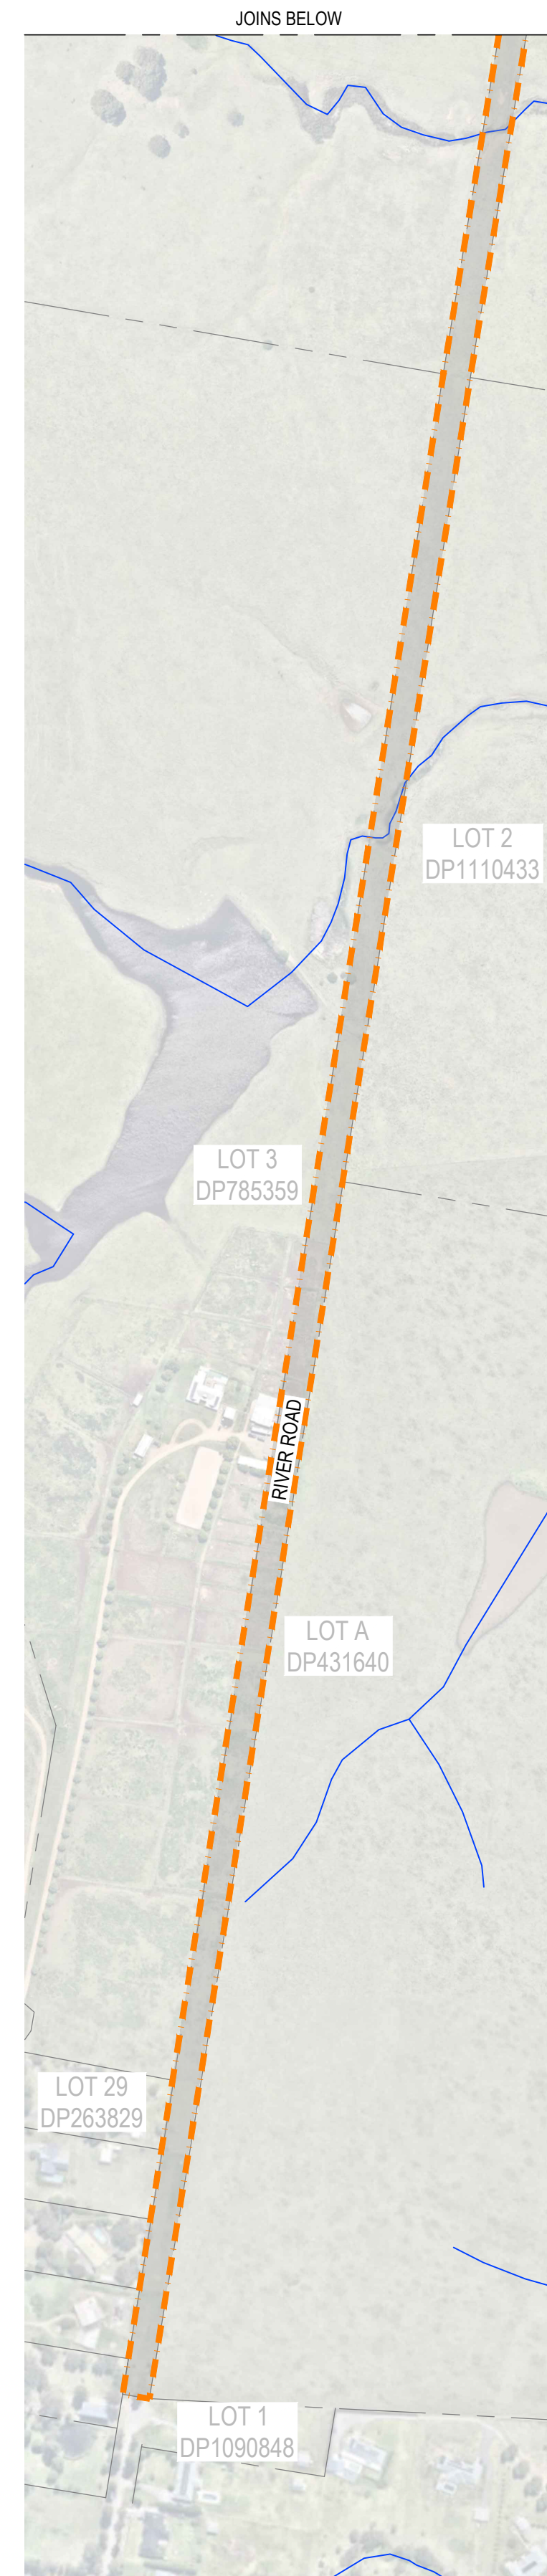 JOINS BELOW
LOT 2
DP1110433
LOT 3
DP785359
RIVER ROAD
LOT A
DP431640
LOT 29
DP263829
LOT 1
DP1090848